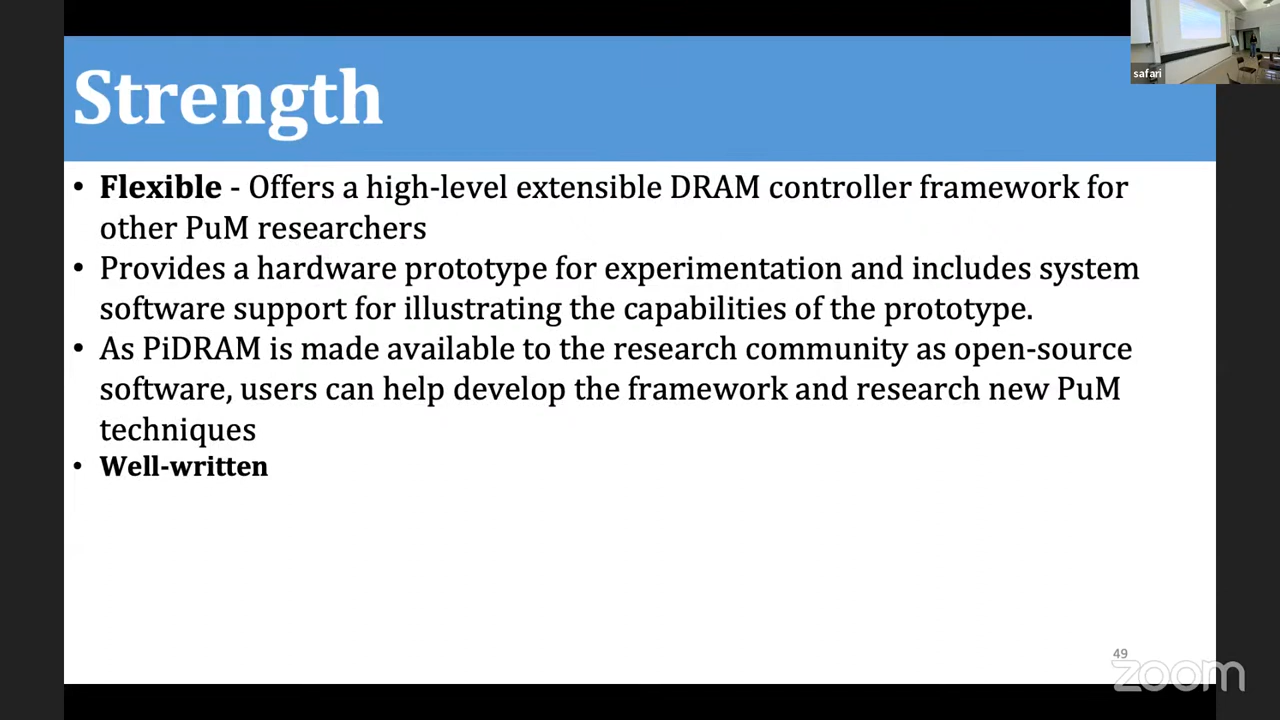 Strength
safari
• Flexible - Offers a high-level extensible DRAM controller framework for
other PuM researchers
• Provides a hardware prototype for experimentation and includes system
software support for illustrating the capabilities of the prototype.
• As PiDRAM is made available to the research community as open-source
software, users can help develop the framework and research new PuM
techniques
• Well-written
49
zoom